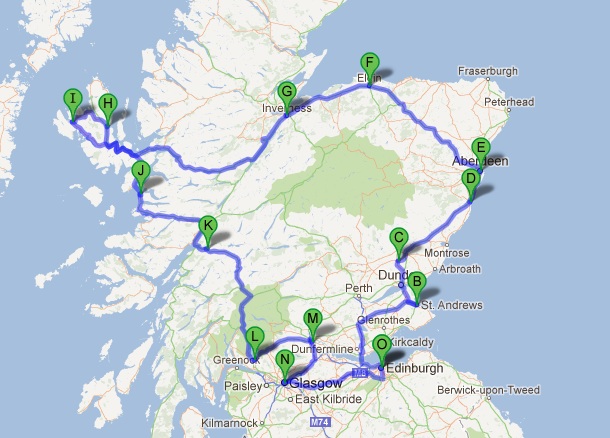 F
Fraserburgh
Elgin
I
H
G
Inverness
Peterhead
E
Aberdeen
J
D
K
C
Montrose
Arbroath
Dund
B
Perth
St. Andrews
Glenrothes
L
M
N
O
Kirkcaldy
Dunfermline
Greenock
M8
Edinburgh
Paisley
Glasgow
East Kilbride
Berwick-upon-Tweed
Kilmarnock
M74